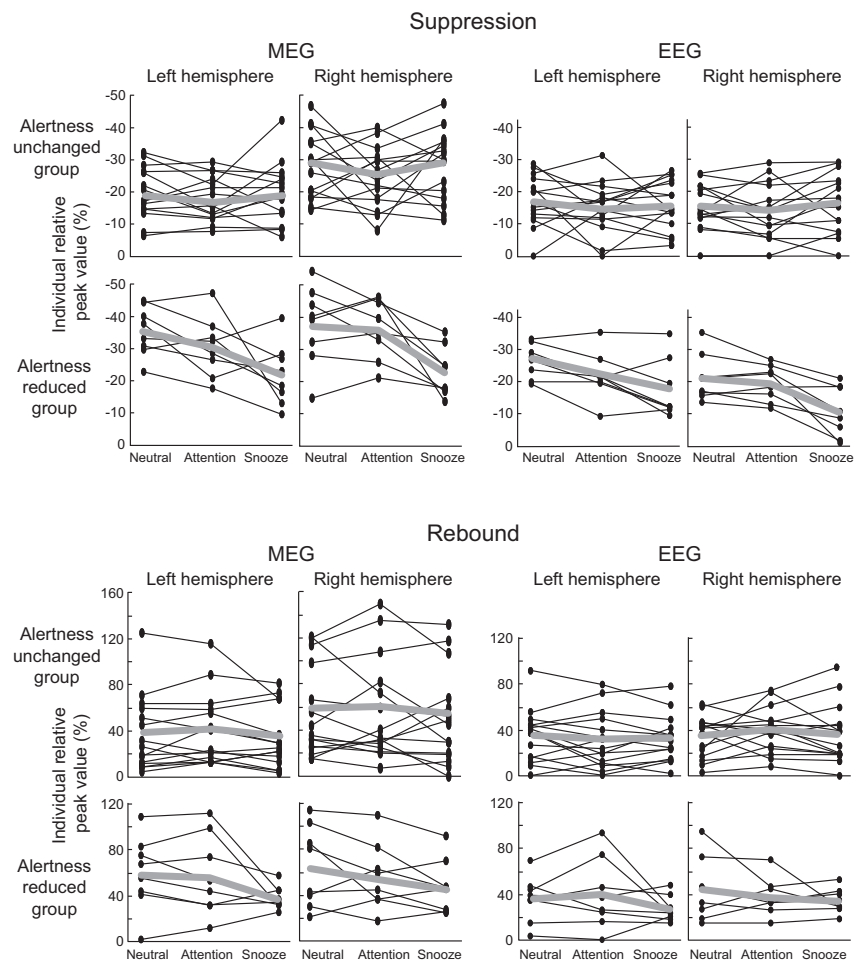 Suppression
MEG EEG
Left hemisphere Right hemisphere Left hemisphere Right hemisphere
Alertness
unchanged
group
Individual relative
peak value (%)
-50
-40
-30
-20
-10
0
-40
-30
-20
-10
0
Alertness
reduced
group
-50
-40
-30
-20
-10
0
-40
-30
-20
-10
0
Neutral Attention Snooze Neutral Attention Snooze Neutral Attention Snooze Neutral Attention Snooze
Rebound
MEG EEG
Left hemisphere Right hemisphere Left hemisphere Right hemisphere
Alertness
unchanged
group
Individual relative
peak value (%)
160
120
80
40
0
120
80
40
0
Alertness
reduced
group
120
80
40
0
120
80
40
0
Neutral Attention Snooze Neutral Attention Snooze Neutral Attention Snooze Neutral Attention Snooze